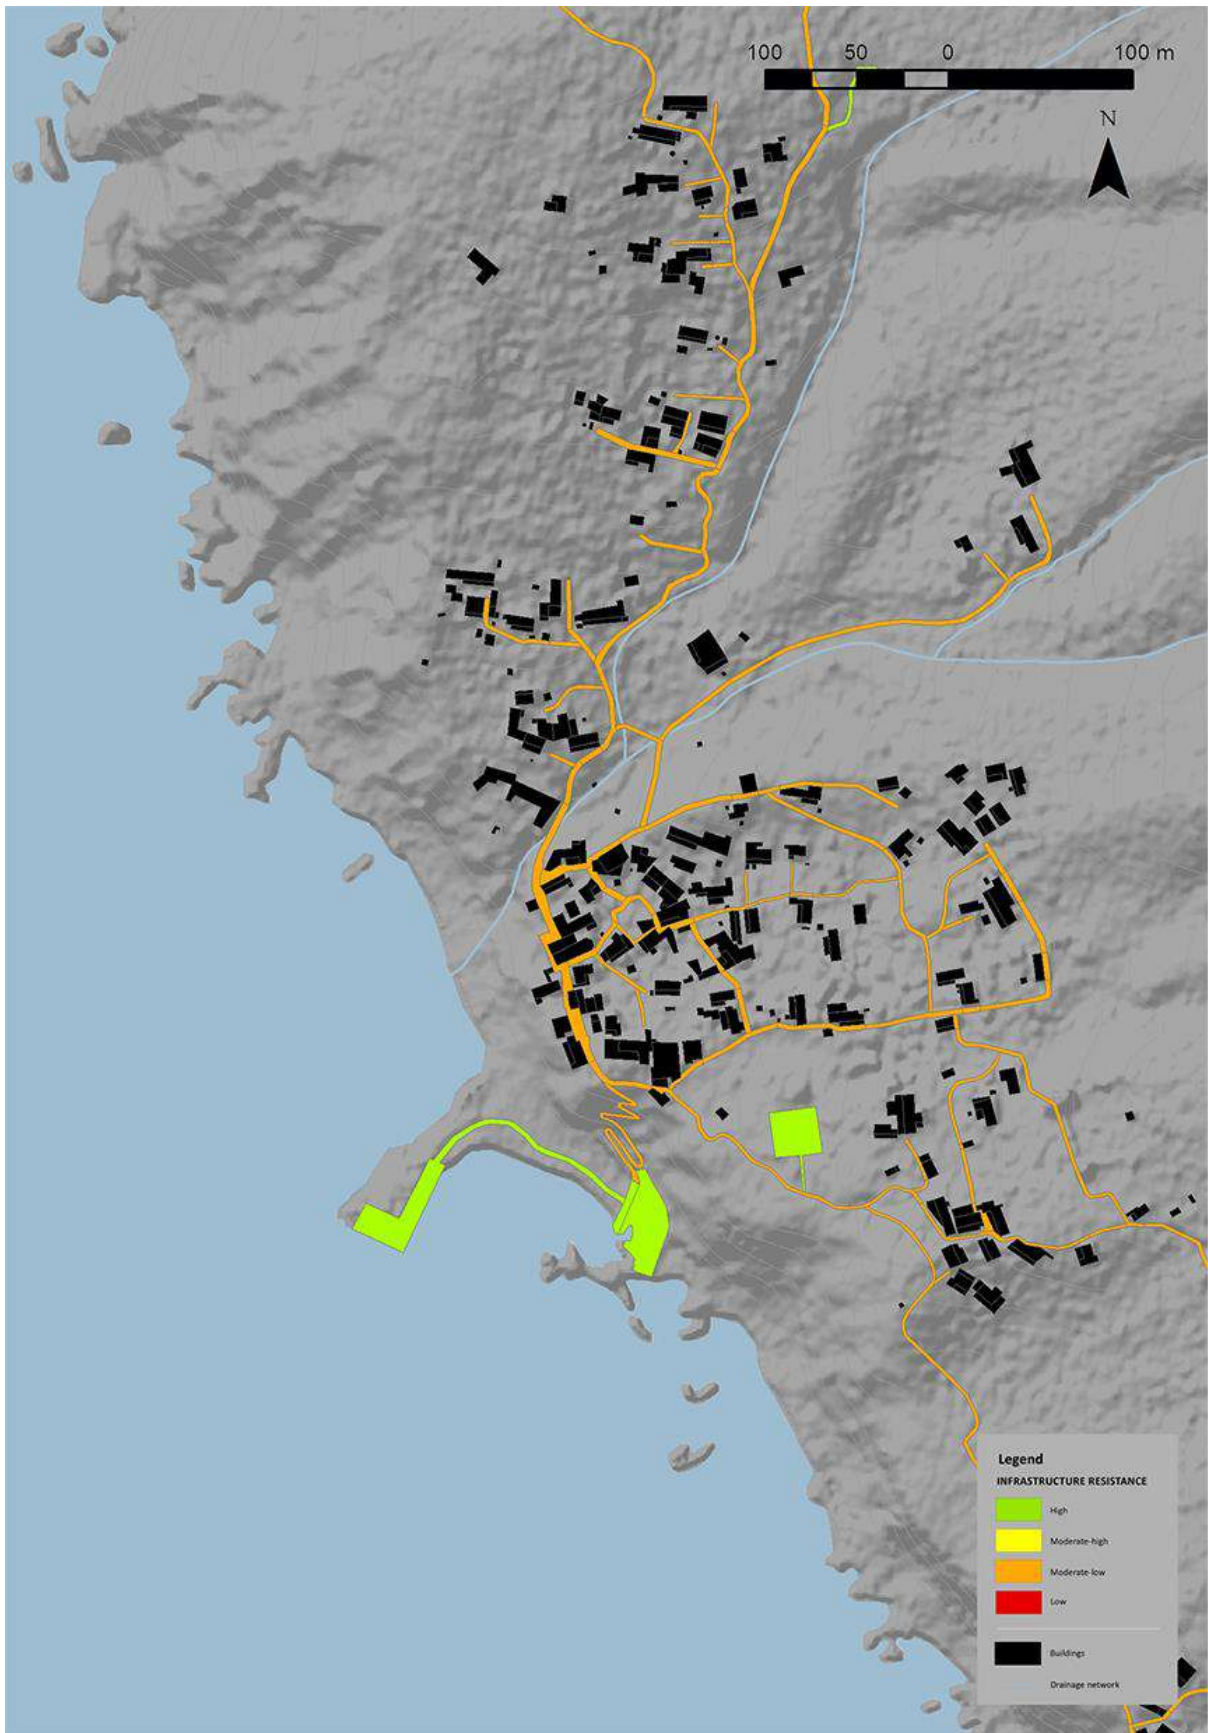 100 50 0 100 m
N
Legend
INFRASTRUCTURE RESISTANCE
High
Moderate-high
Moderate-low
Low
Buildings
Drainage network